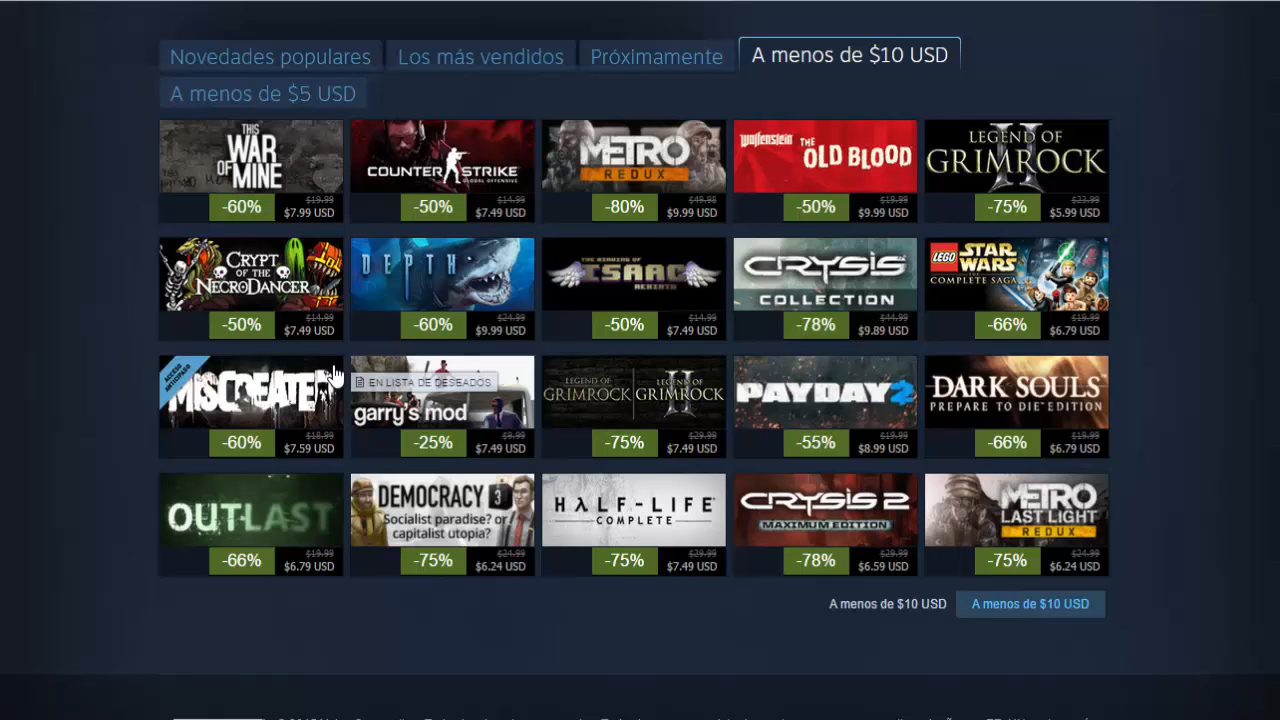 Novedades populares
Los más vendidos
Próximamente
A menos de $10 USD
A menos de $5 USD
THIS
WAR
OF
MINE
-60%
$19.99
$7.99 USD
COUNTER STRIKE
GLOBAL OFFENSIVE
-50%
$14.99
$7.49 USD
METRO
REDUX
-80%
$49.98
$9.99 USD
Wolfenstein THE
OLD BLOOD
-50%
$19.99
$9.99 USD
LEGEND OF
GRIMROCK
II
-75%
$23.99
$5.99 USD
CRYPT
OF THE
NECRODANCER
-50%
$14.99
$7.49 USD
DEPTH
-60%
$24.99
$9.99 USD
THE BINDING OF
ISAAC
REBIRTH
-50%
$14.99
$7.49 USD
CRYSIS
COLLECTION
-78%
$44.99
$9.89 USD
LEGO STAR
WARS
THE
COMPLETE SAGA
-66%
$19.99
$6.79 USD
ACCESO
ANTICIPADO
MISCREATED
-60%
$18.99
$7.59 USD
EN LISTA DE DESEADOS
garry's mod
-25%
$9.99
$7.49 USD
LEGEND OF
GRIMROCK
LEGEND OF
GRIMROCK
II
-75%
$29.99
$7.49 USD
PAYDAY 2
-55%
$19.99
$8.99 USD
DARK SOULS
PREPARE TO DIE EDITION
-66%
$19.99
$6.79 USD
OUTLAST
-66%
$19.99
$6.79 USD
DEMOCRACY 3
Socialist paradise? or
capitalist utopia?
-75%
$24.99
$6.24 USD
HλLF-LIFE
COMPLETE
-75%
$29.99
$7.49 USD
CRYSIS 2
MAXIMUM EDITION
-78%
$29.99
$6.59 USD
METRO
LAST LIGHT
REDUX
-75%
$24.99
$6.24 USD
A menos de $10 USD
A menos de $10 USD